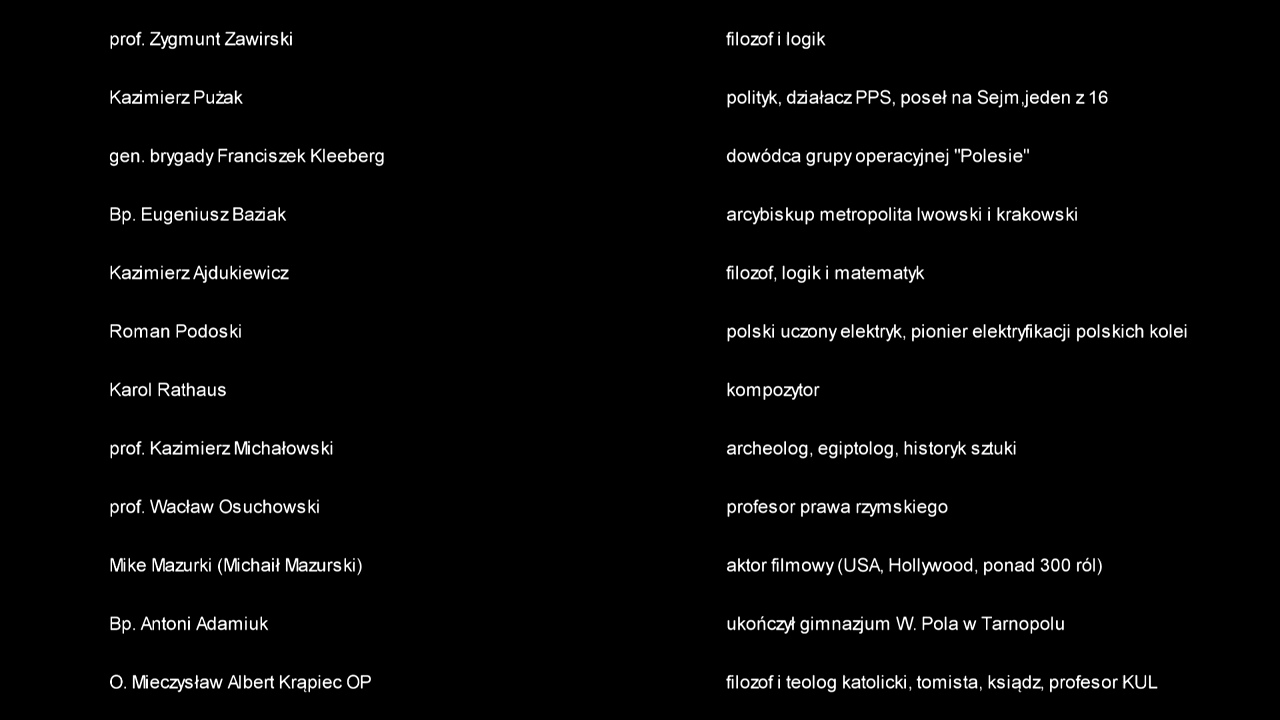 prof. Zygmunt Zawirski filozof i logik
Kazimierz Pużak polityk, działacz PPS, poseł na Sejm,jeden z 16
gen. brygady Franciszek Kleeberg dowódca grupy operacyjnej "Polesie"
Bp. Eugeniusz Baziak arcybiskup metropolita lwowski i krakowski
Kazimierz Ajdukiewicz filozof, logik i matematyk
Roman Podoski polski uczony elektryk, pionier elektryfikacji polskich kolei
Karol Rathaus kompozytor
prof. Kazimierz Michałowski archeolog, egiptolog, historyk sztuki
prof. Wacław Osuchowski profesor prawa rzymskiego
Mike Mazurki (Michaił Mazurski) aktor filmowy (USA, Hollywood, ponad 300 ról)
Bp. Antoni Adamiuk ukończył gimnazjum W. Pola w Tarnopolu
O. Mieczysław Albert Krąpiec OP filozof i teolog katolicki, tomista, ksiądz, profesor KUL